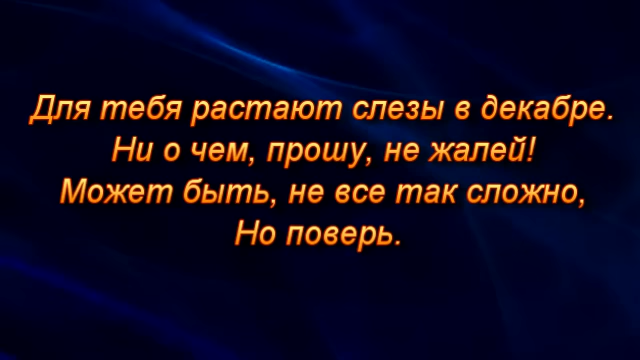 Для тебя растают слезы в декабре.
Ни о чем, прошу, не жалей!
Может быть, не все так сложно,
Но поверь.